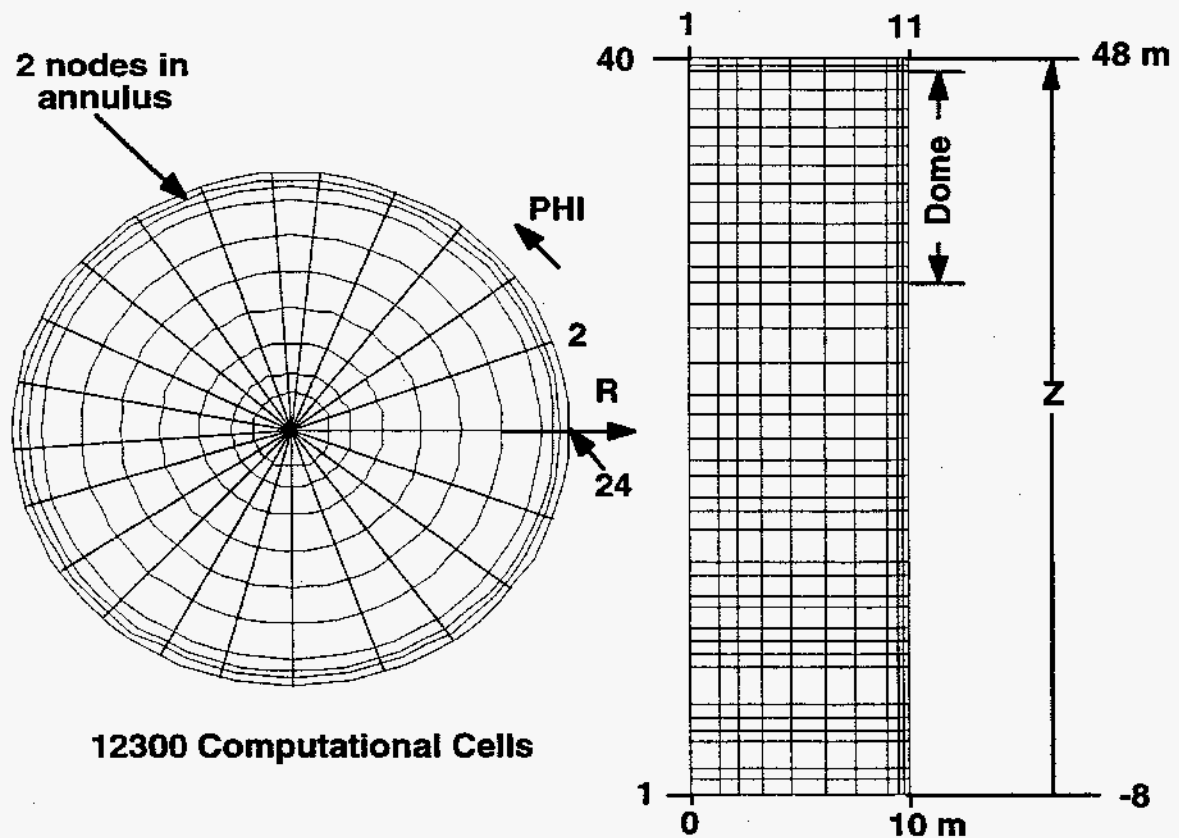 2 nodes in
annulus
PHI
2
R
24
12300 Computational Cells
1 11
40 48 m
Dome
Z
1 -8
0 10 m